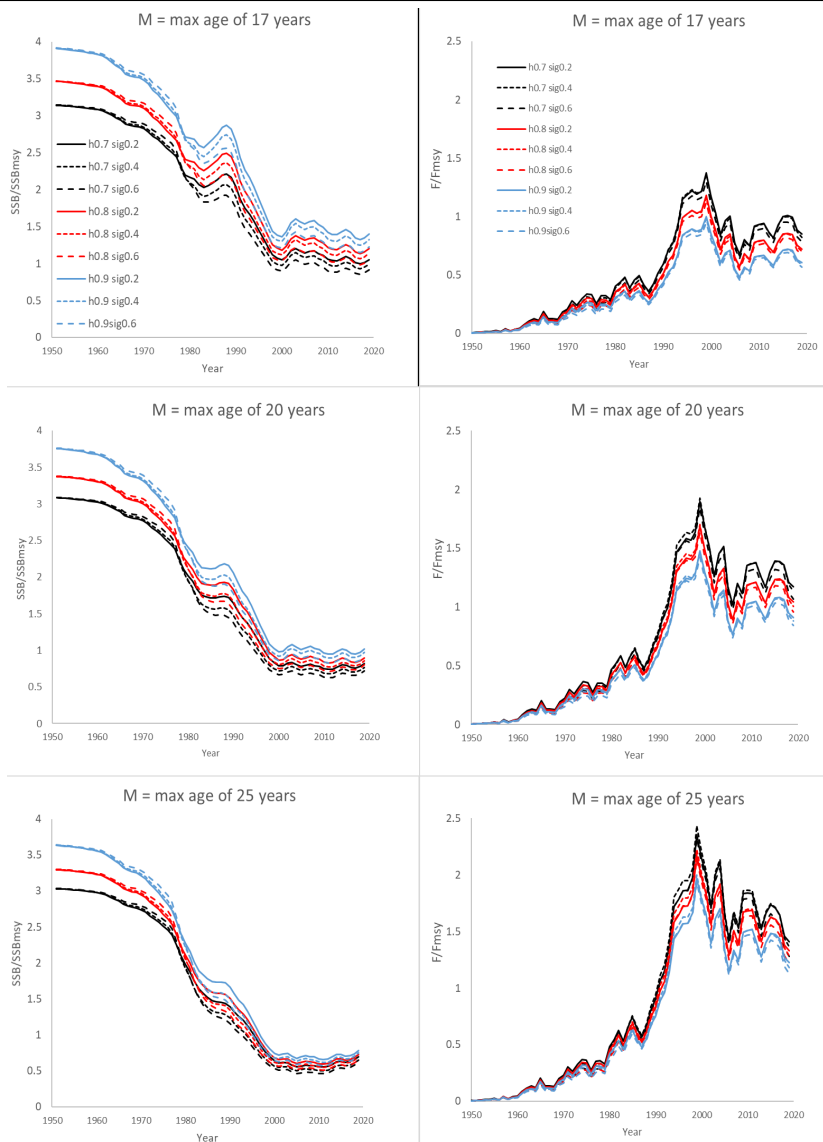 M = max age of 17 years
SSB/SSBmsy
4
3.5
3
2.5
2
1.5
1
0.5
0
h0.7 sig0.2
h0.7 sig0.4
h0.7 sig0.6
h0.8 sig0.2
h0.8 sig0.4
h0.8 sig0.6
h0.9 sig0.2
h0.9 sig0.4
h0.9sig0.6
1950 1960 1970 1980 1990 2000 2010 2020
Year
M = max age of 17 years
F/Fmsy
2.5
2
1.5
1
0.5
0
h0.7 sig0.2
h0.7 sig0.4
h0.7 sig0.6
h0.8 sig0.2
h0.8 sig0.4
h0.8 sig0.6
h0.9 sig0.2
h0.9 sig0.4
h0.9sig0.6
1950 1960 1970 1980 1990 2000 2010 2020
Year
M = max age of 20 years
SSB/SSBmsy
4
3.5
3
2.5
2
1.5
1
0.5
0
1950 1960 1970 1980 1990 2000 2010 2020
Year
M = max age of 20 years
F/Fmsy
2.5
2
1.5
1
0.5
0
1950 1960 1970 1980 1990 2000 2010 2020
Year
M = max age of 25 years
SSB/SSBmsy
4
3.5
3
2.5
2
1.5
1
0.5
0
1950 1960 1970 1980 1990 2000 2010 2020
Year
M = max age of 25 years
F/Fmsy
2.5
2
1.5
1
0.5
0
1950 1960 1970 1980 1990 2000 2010 2020
Year